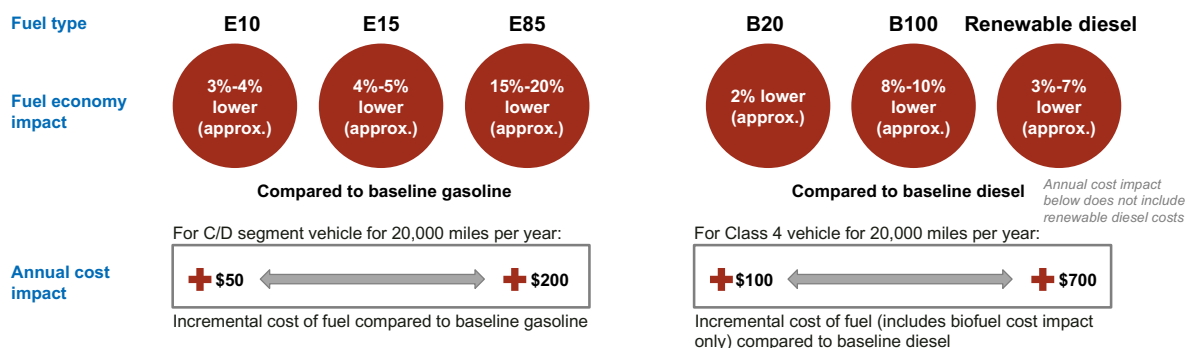 Fuel type
E10
E15
E85
B20
B100
Renewable diesel
Fuel economy
impact
3%-4%
lower
(approx.)
4%-5%
lower
(approx.)
15%-20%
lower
(approx.)
2% lower
(approx.)
8%-10%
lower
(approx.)
3%-7%
lower
(approx.)
Compared to baseline gasoline
Compared to baseline diesel
Annual cost impact
below does not include
renewable diesel costs
Annual cost
impact
For C/D segment vehicle for 20,000 miles per year:
+ $50
+ $200
Incremental cost of fuel compared to baseline gasoline
For Class 4 vehicle for 20,000 miles per year:
+ $100
+ $700
Incremental cost of fuel (includes biofuel cost impact
only) compared to baseline diesel